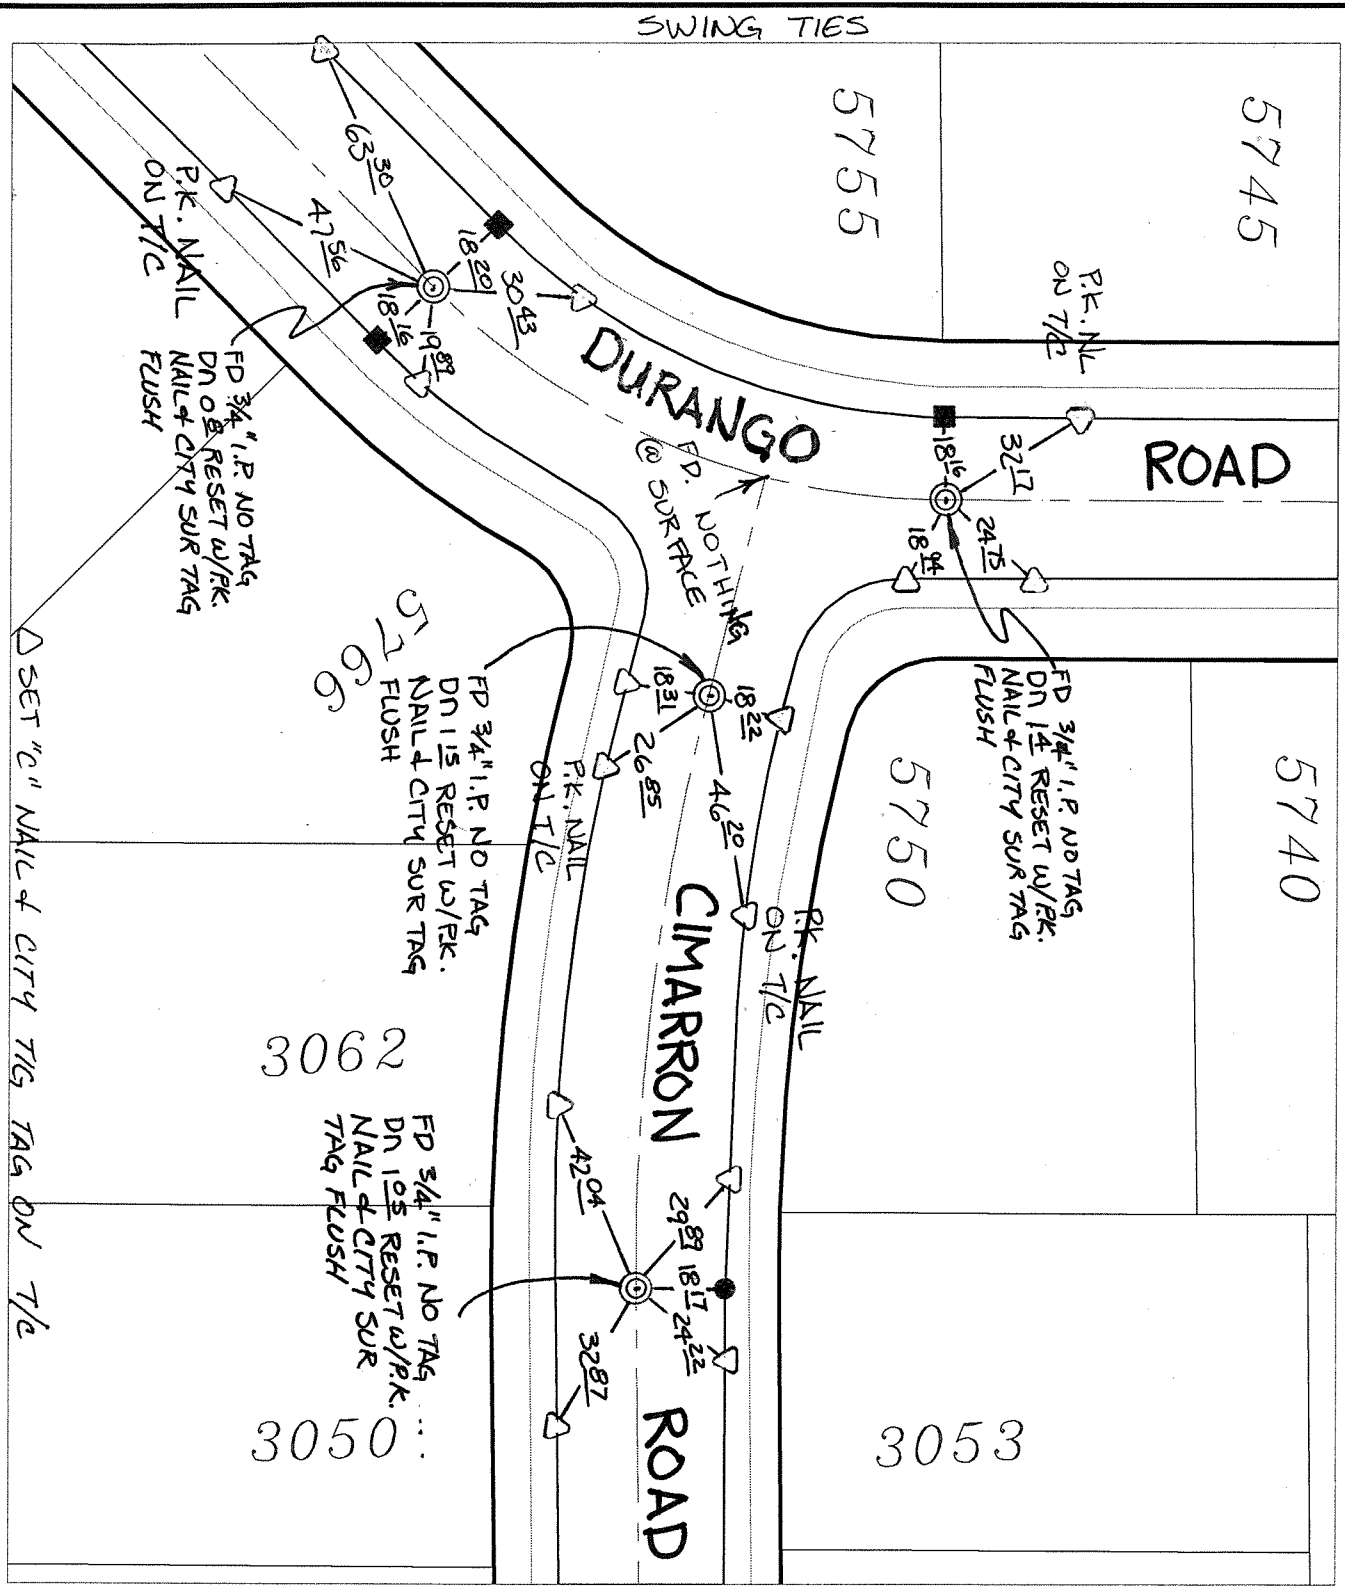 SWING TIES
5755
5745
P.K. NL
ON T/C
63 30
47 56
18 20
30 43
18 16
19 89
P.K. NAIL
ON T/C
FD 3/4" I.P. NO TAG
DN 0 8 RESET W/P.K.
NAIL & CITY SUR TAG
FLUSH
DURANGO
ROAD
FD. NOTHING
@ SURFACE
18 16
32 17
24 75
18 94
FD 3/4" I.P. NO TAG
DN 1 4 RESET W/P.K.
NAIL & CITY SUR TAG
FLUSH
5766
18 31
18 22
26 85
46 20
FD 3/4" I.P. NO TAG
DN 1 15 RESET W/P.K.
NAIL & CITY SUR TAG
FLUSH
P.K. NAIL
ON T/C
5750
5740
P.K. NAIL
ON T/C
CIMARRON
ROAD
3062
42 04
29 89
18 17
24 22
32 87
FD 3/4" I.P. NO TAG
DN 1 05 RESET W/P.K.
NAIL & CITY SUR
TAG FLUSH
3050
3053
△ SET "C" NAIL & CITY T/G TAG ON T/C